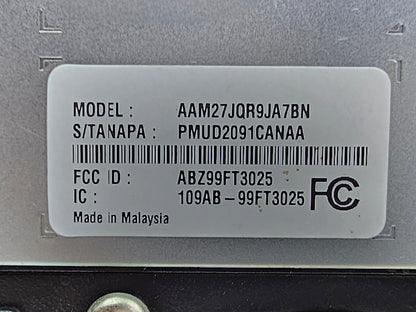 MODEL : AAM27JQR9JA7BN
S/TANAPA : PMUD2091CANAA
FCC ID : ABZ99FT3025
IC : 109AB-99FT3025 FC
Made in Malaysia